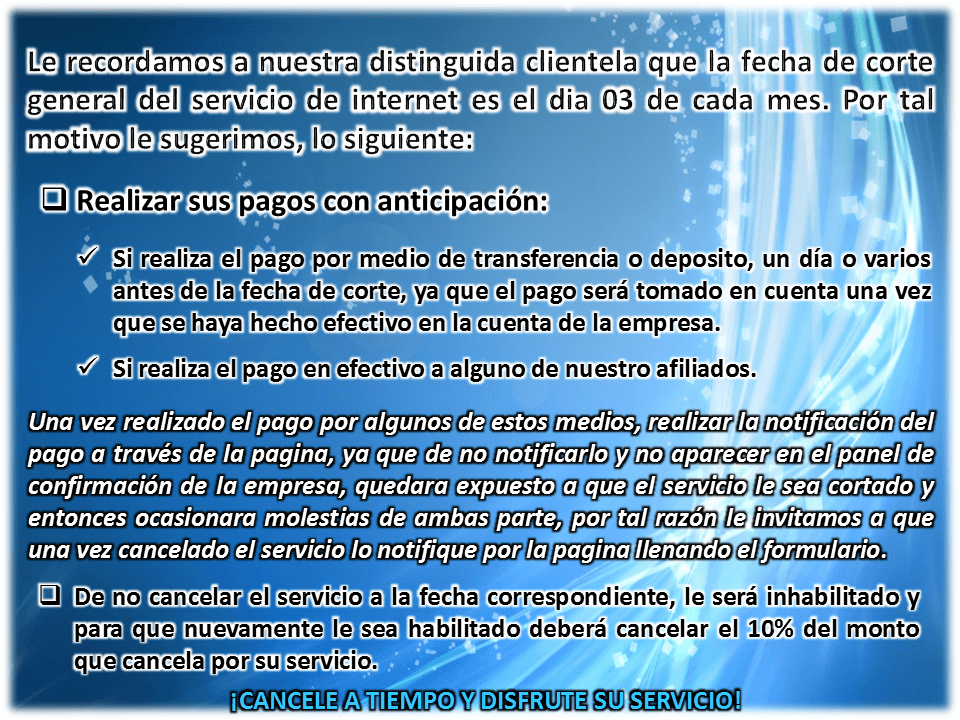 Le recordamos a nuestra distinguida clientela que la fecha de corte
general del servicio de internet es el dia 03 de cada mes. Por tal
motivo le sugerimos, lo siguiente:
❑ Realizar sus pagos con anticipación:
✓ Si realiza el pago por medio de transferencia o deposito, un día o varios
antes de la fecha de corte, ya que el pago será tomado en cuenta una vez
que se haya hecho efectivo en la cuenta de la empresa.
✓ Si realiza el pago en efectivo a alguno de nuestro afiliados.
Una vez realizado el pago por algunos de estos medios, realizar la notificación del
pago a través de la pagina, ya que de no notificarlo y no aparecer en el panel de
confirmación de la empresa, quedara expuesto a que el servicio le sea cortado y
entonces ocasionara molestias de ambas parte, por tal razón le invitamos a que
una vez cancelado el servicio lo notifique por la pagina llenando el formulario.
❑ De no cancelar el servicio a la fecha correspondiente, le será inhabilitado y
para que nuevamente le sea habilitado deberá cancelar el 10% del monto
que cancela por su servicio.
¡CANCELE A TIEMPO Y DISFRUTE SU SERVICIO!